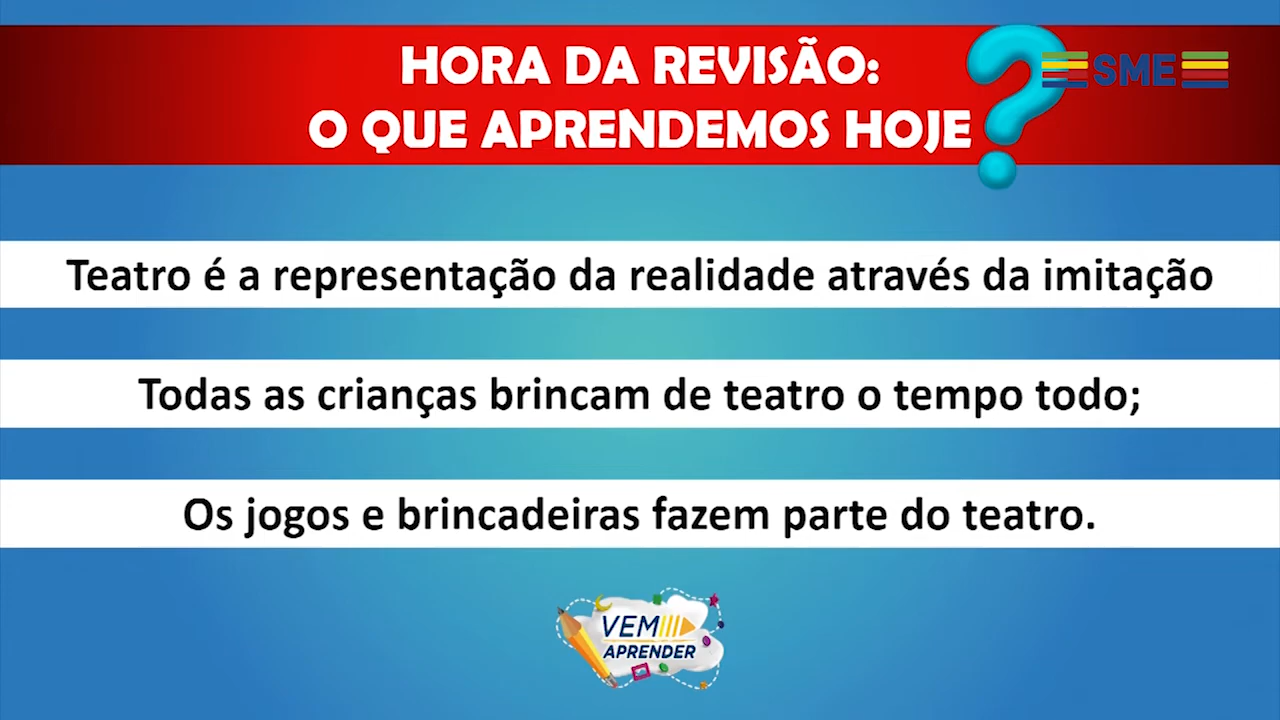 HORA DA REVISÃO:
O QUE APRENDEMOS HOJE?
SME
Teatro é a representação da realidade através da imitação
Todas as crianças brincam de teatro o tempo todo;
Os jogos e brincadeiras fazem parte do teatro.
VEM
APRENDER